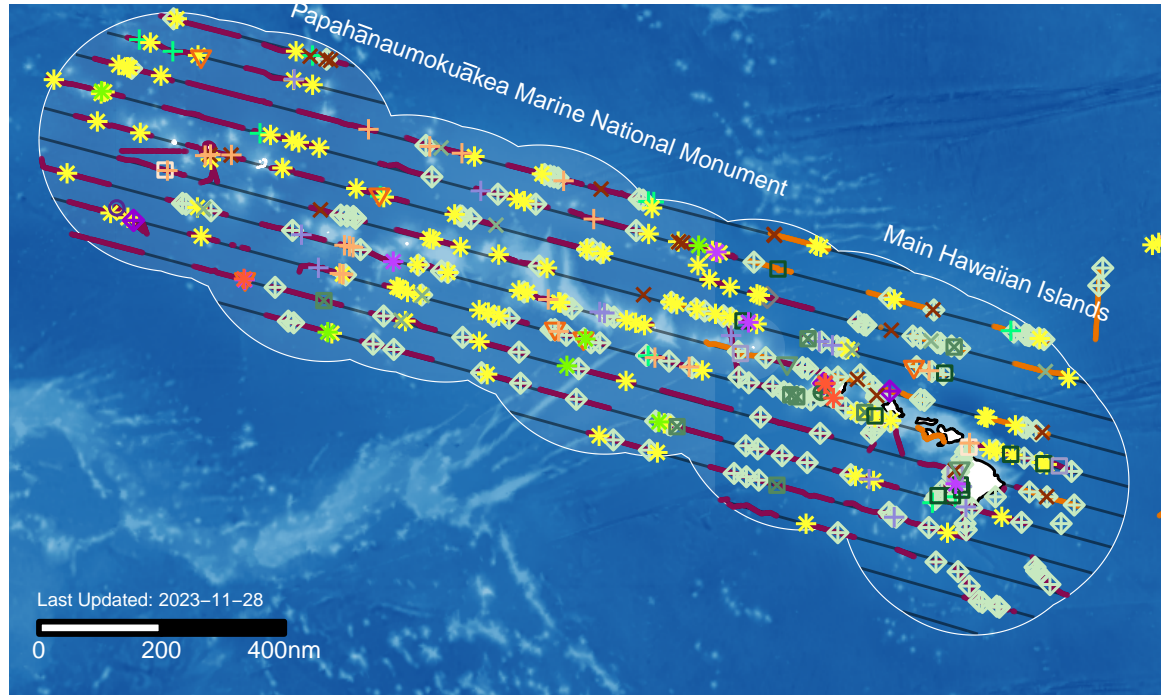 Papahānaumokuākea Marine National Monument
Main Hawaiian Islands
Last Updated: 2023−11−28
0 200 400nm